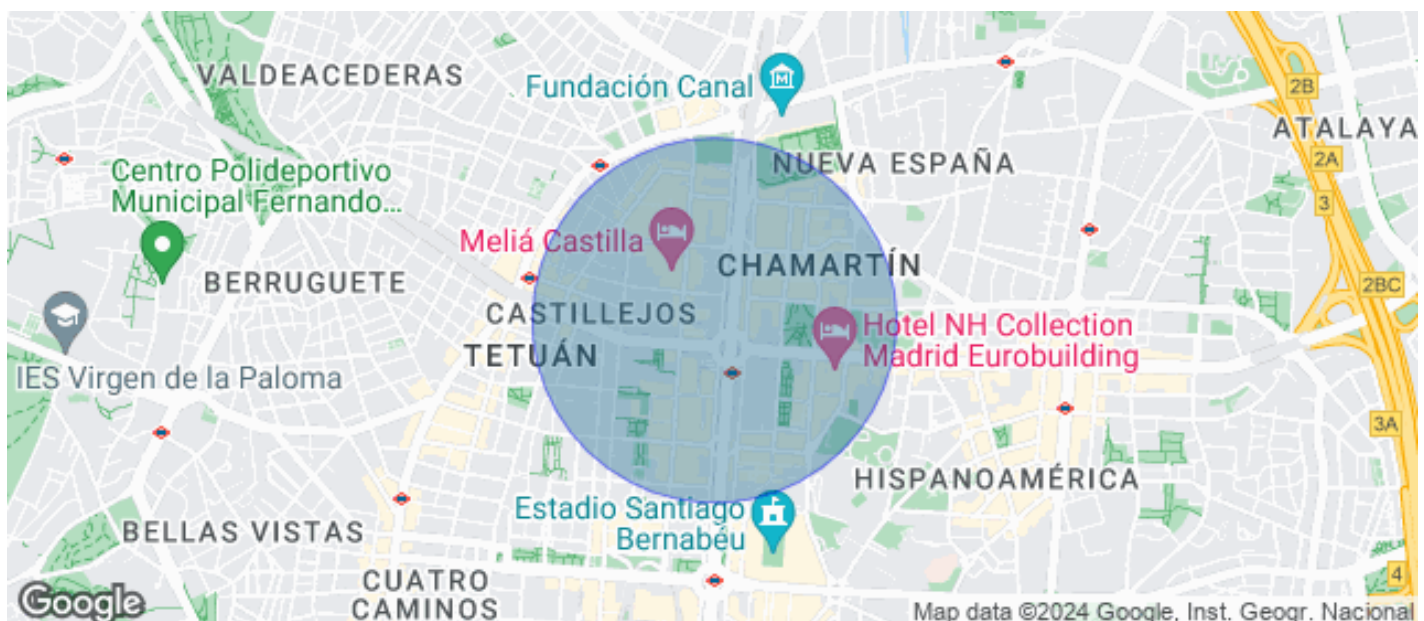 VALDEACEDERAS
Fundación Canal
2B
ATALAYA
NUEVA ESPAÑA
2A
Centro Polideportivo
Municipal Fernando...
3
Meliá Castilla
CHAMARTÍN
BERRUGUETE
2BC
CASTILLEJOS
Hotel NH Collection
Madrid Eurobuilding
TETUÁN
IES Virgen de la Paloma
3A
HISPANOAMÉRICA
Estadio Santiago
Bernabéu
BELLAS VISTAS
CUATRO
CAMINOS
4
Google
Map data ©2024 Google, Inst. Geogr. Nacional